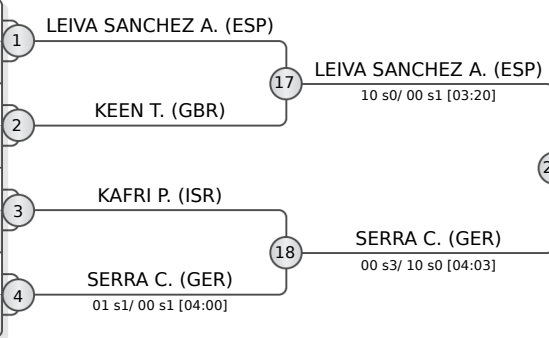 LEIVA SANCHEZ A. (ESP)
1
LEIVA SANCHEZ A. (ESP)
17
10 s0/ 00 s1 [03:20]
KEEN T. (GBR)
2
KAFRI P. (ISR)
3
SERRA C. (GER)
18
00 s3/ 10 s0 [04:03]
SERRA C. (GER)
4
01 s1/ 00 s1 [04:00]